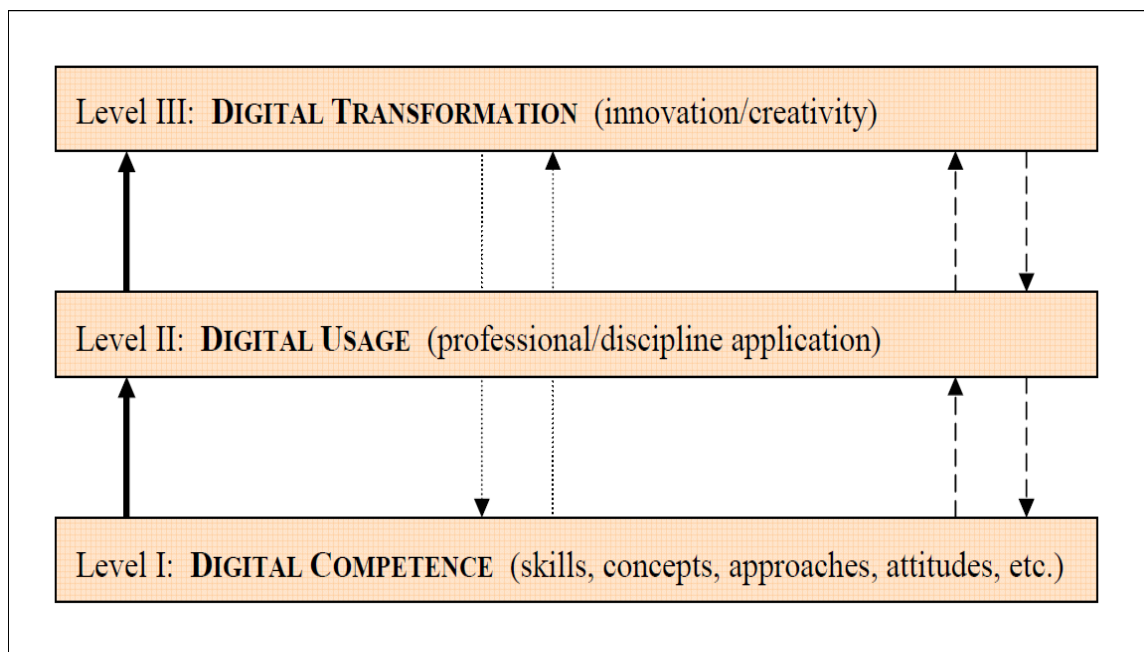 Level III: DIGITAL TRANSFORMATION (innovation/creativity)
Level II: DIGITAL USAGE (professional/discipline application)
Level I: DIGITAL COMPETENCE (skills, concepts, approaches, attitudes, etc.)